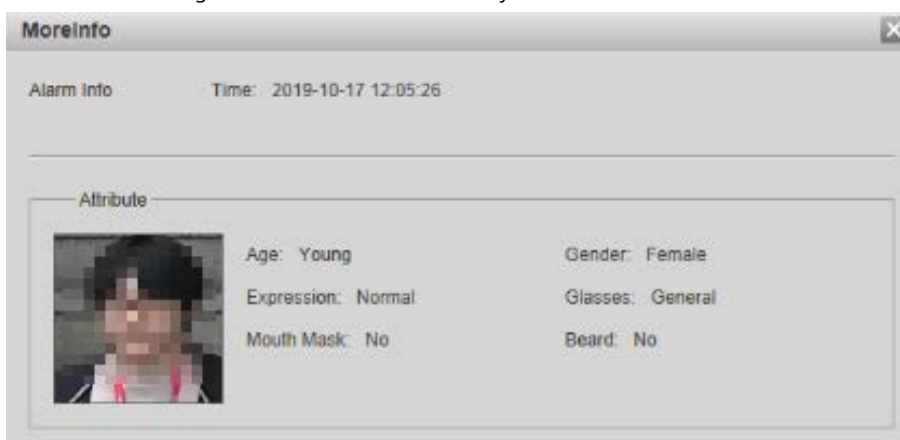 MoreInfo
Alarm Info Time: 2019-10-17 12:05:26
Attribute
Age: Young Gender: Female
Expression: Normal Glasses: General
Mouth Mask: No Beard: No